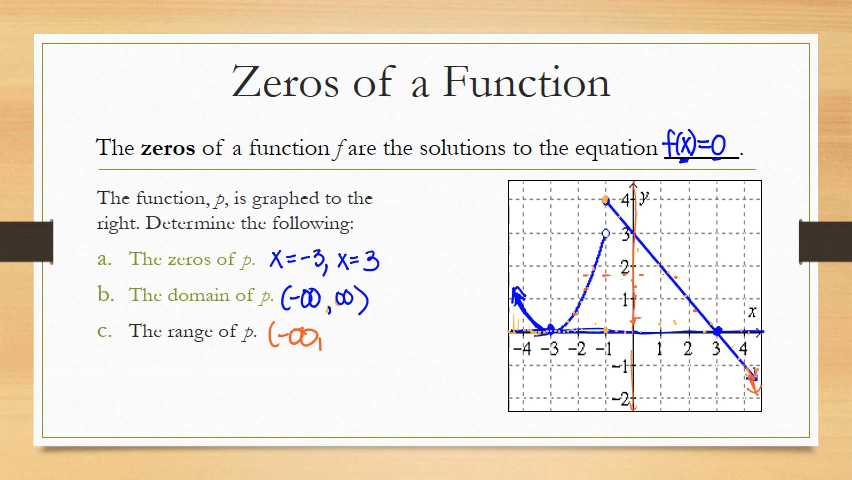 Zeros of a Function
The zeros of a function f are the solutions to the equation f(x)=0.
The function, p, is graphed to the
right. Determine the following:
a. The zeros of p. x=-3, x=3
b. The domain of p. (-∞,∞)
c. The range of p. (-∞,
4 y
3
2
1
x
-4 -3 -2 -1 1 2 3 4
-1
-2